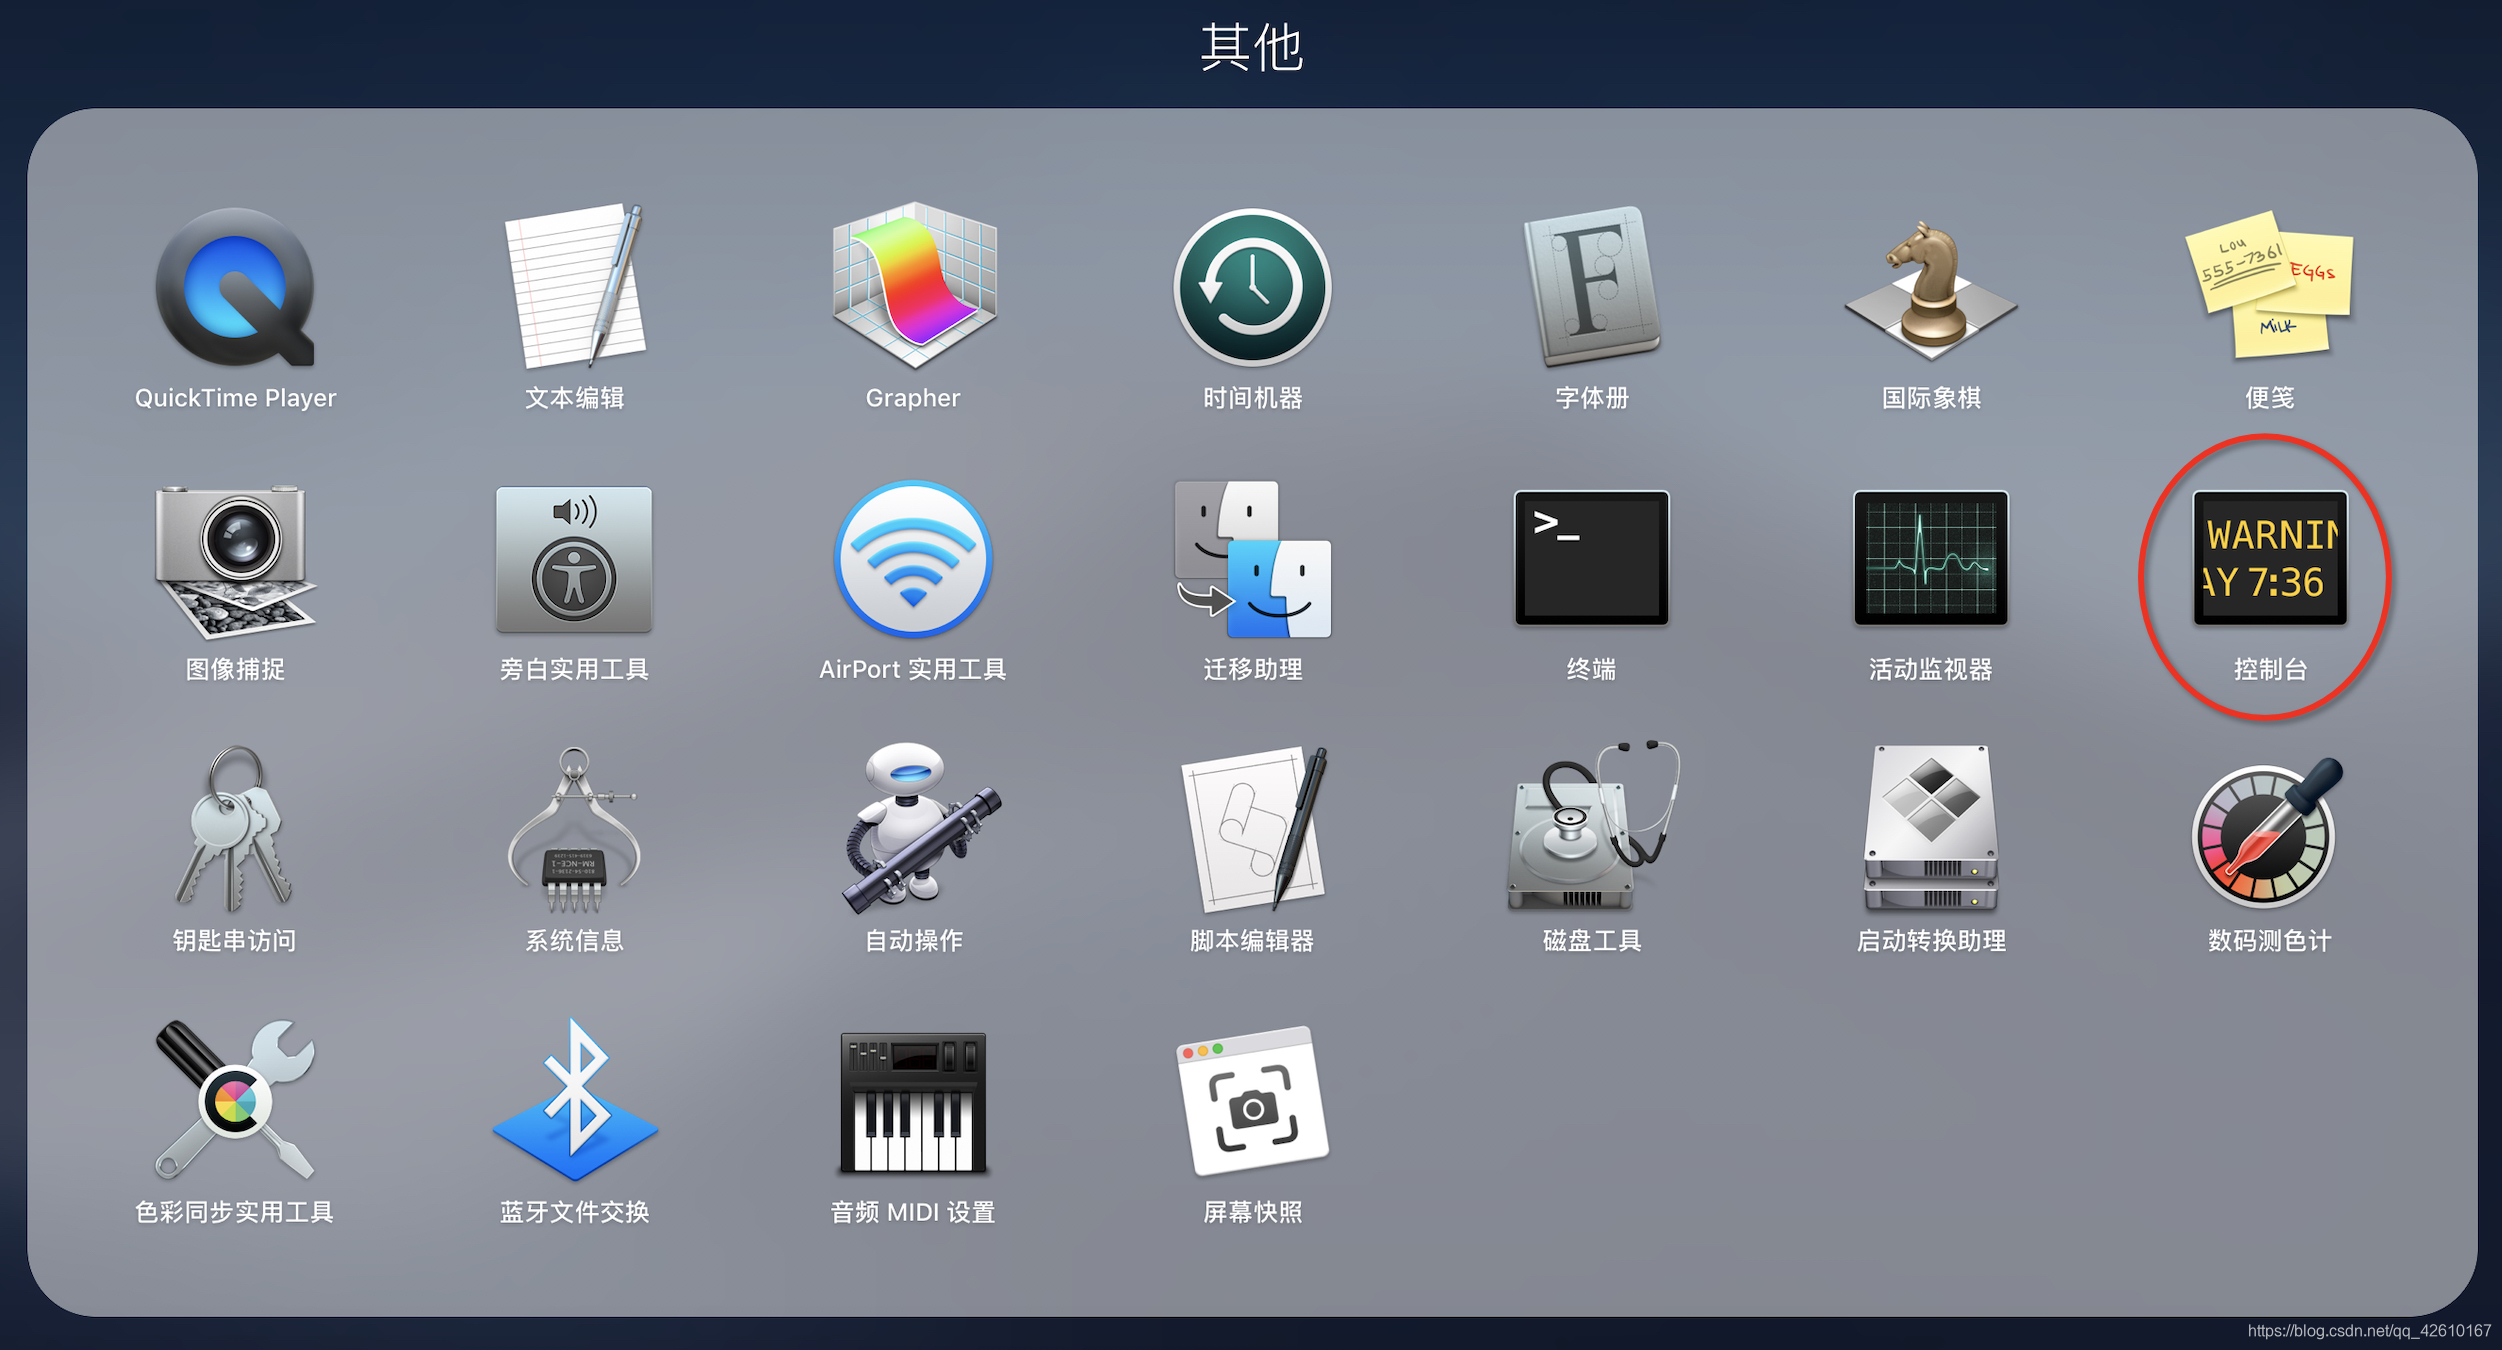 其他
QuickTime Player
文本编辑
Grapher
时间机器
字体册
国际象棋
Lou
555-7361
EGGs
MiLK
便笺
图像捕捉
旁白实用工具
AirPort 实用工具
迁移助理
>_
终端
活动监视器
WARNIN
AY 7:36
控制台
钥匙串访问
系统信息
自动操作
脚本编辑器
磁盘工具
启动转换助理
数码测色计
色彩同步实用工具
蓝牙文件交换
音频 MIDI 设置
屏幕快照
https://blog.csdn.net/qq_42610167